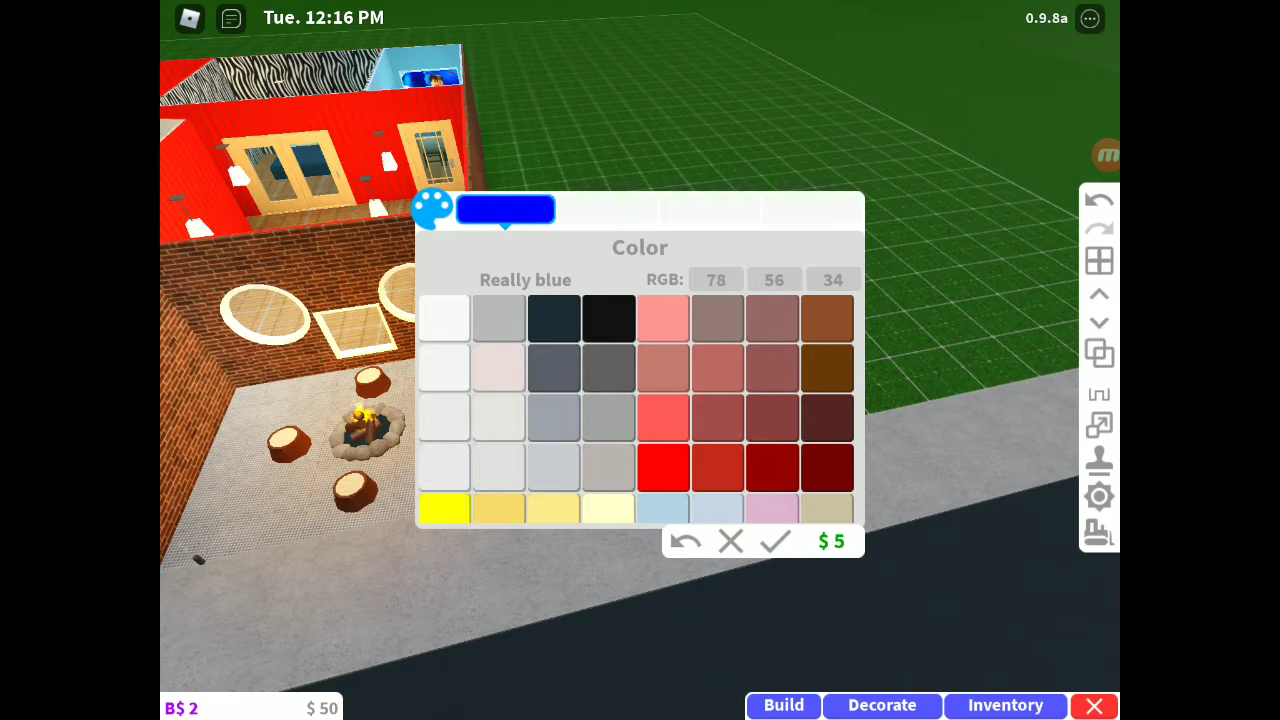 Tue. 12:16 PM
0.9.8a
Color
Really blue RGB: 78 56 34
$ 5
B$ 2 $ 50
Build Decorate Inventory